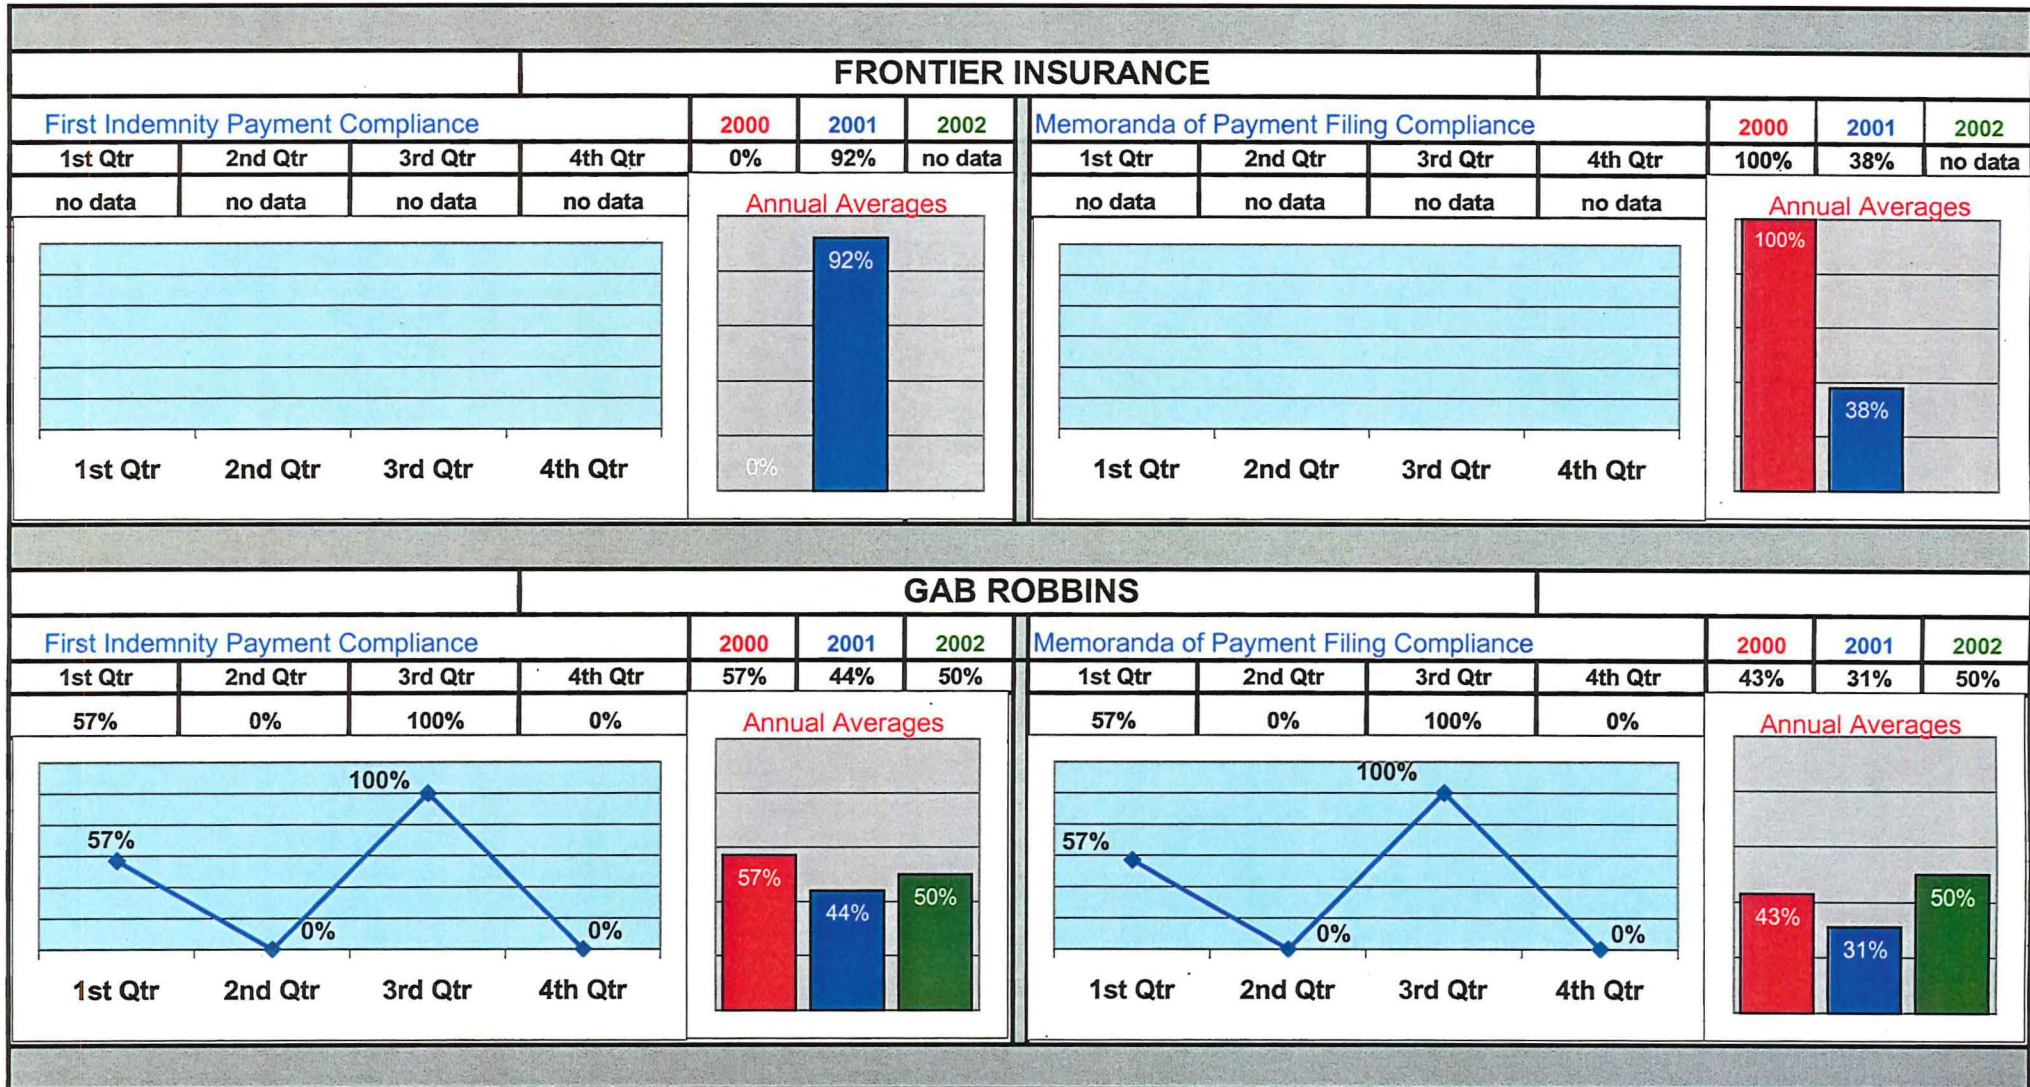 FRONTIER INSURANCE
First Indemnity Payment Compliance 2000 2001 2002
1st Qtr 2nd Qtr 3rd Qtr 4th Qtr 0% 92% no data
no data no data no data no data
Annual Averages
92%
0%
1st Qtr 2nd Qtr 3rd Qtr 4th Qtr
Memoranda of Payment Filing Compliance 2000 2001 2002
1st Qtr 2nd Qtr 3rd Qtr 4th Qtr 100% 38% no data
no data no data no data no data
Annual Averages
100%
38%
1st Qtr 2nd Qtr 3rd Qtr 4th Qtr
GAB ROBBINS
First Indemnity Payment Compliance 2000 2001 2002
1st Qtr 2nd Qtr 3rd Qtr 4th Qtr 57% 44% 50%
57% 0% 100% 0%
Annual Averages
100%
57%
0% 0%
57% 44% 50%
1st Qtr 2nd Qtr 3rd Qtr 4th Qtr
Memoranda of Payment Filing Compliance 2000 2001 2002
1st Qtr 2nd Qtr 3rd Qtr 4th Qtr 43% 31% 50%
57% 0% 100% 0%
Annual Averages
100%
57%
0% 0%
43% 31% 50%
1st Qtr 2nd Qtr 3rd Qtr 4th Qtr